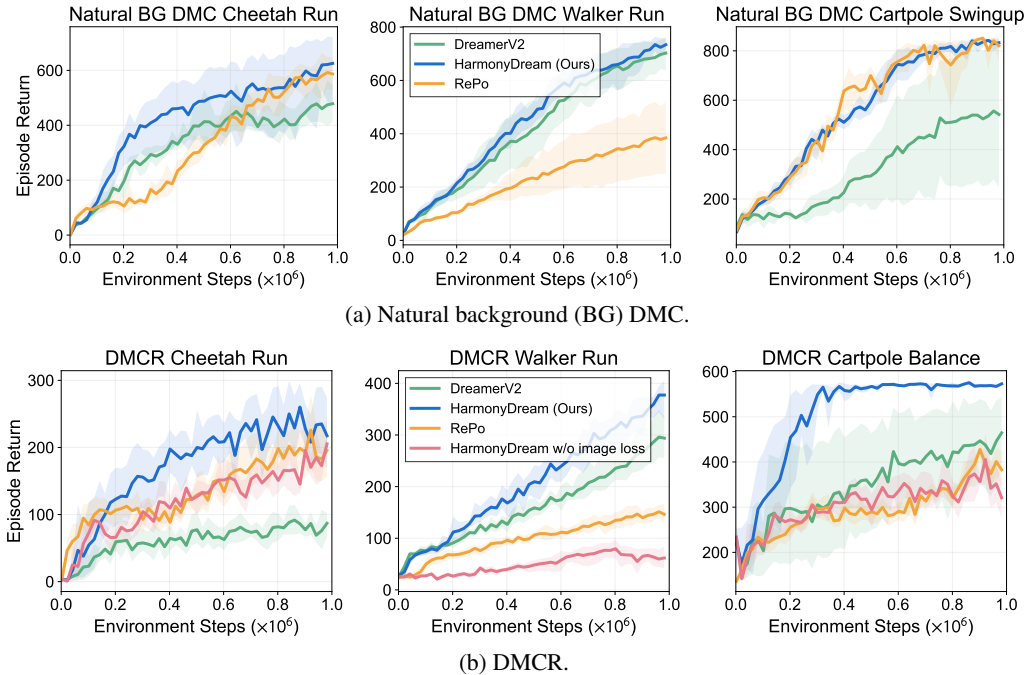 Natural BG DMC Cheetah Run
Natural BG DMC Walker Run
Natural BG DMC Cartpole Swingup
Episode Return
600
400
200
0
0.0 0.2 0.4 0.6 0.8 1.0
Environment Steps (×10⁶)
DreamerV2
HarmonyDream (Ours)
RePo
800
600
400
200
0
0.0 0.2 0.4 0.6 0.8 1.0
Environment Steps (×10⁶)
800
600
400
200
0.0 0.2 0.4 0.6 0.8 1.0
Environment Steps (×10⁶)
(a) Natural background (BG) DMC.
DMCR Cheetah Run
DMCR Walker Run
DMCR Cartpole Balance
Episode Return
300
200
100
0
0.0 0.2 0.4 0.6 0.8 1.0
Environment Steps (×10⁶)
DreamerV2
HarmonyDream (Ours)
RePo
HarmonyDream w/o image loss
400
300
200
100
0
0.0 0.2 0.4 0.6 0.8 1.0
Environment Steps (×10⁶)
600
500
400
300
200
0.0 0.2 0.4 0.6 0.8 1.0
Environment Steps (×10⁶)
(b) DMCR.